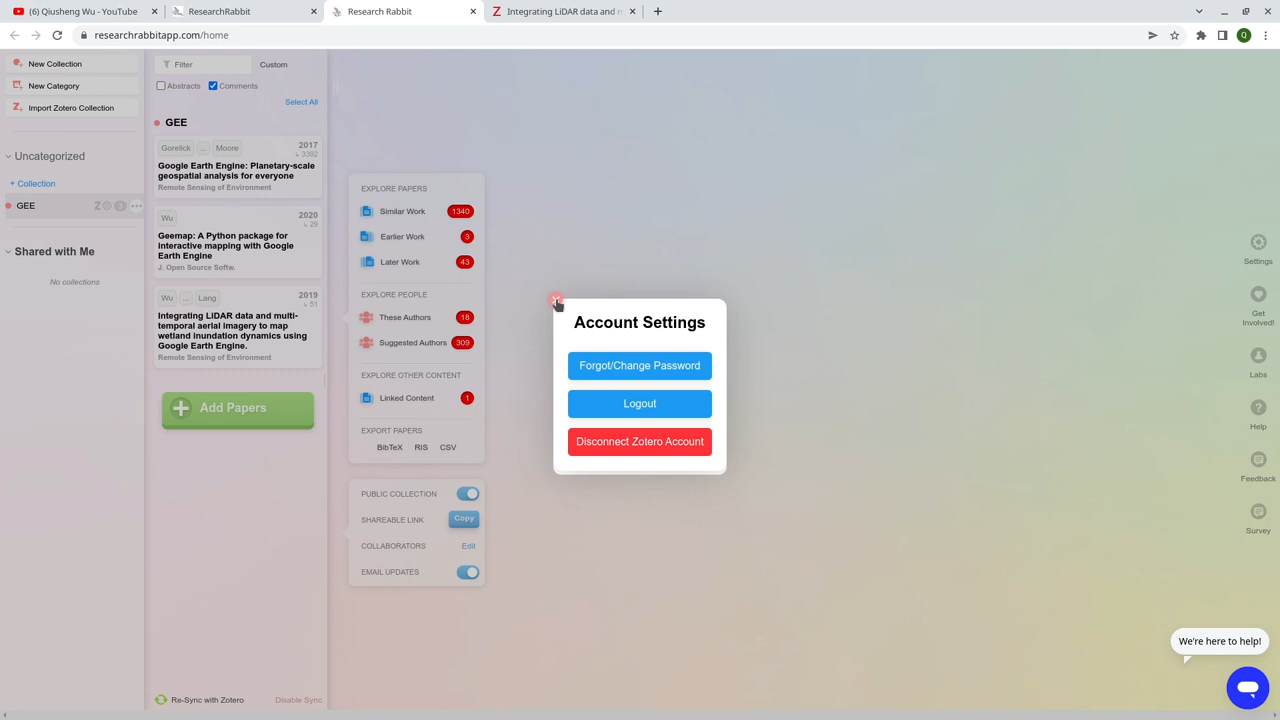 (6) Qiusheng Wu - YouTube
ResearchRabbit
Research Rabbit
Integrating LiDAR data and m
researchrabbitapp.com/home
Q
New Collection
New Category
Import Zotero Collection
Uncategorized
+ Collection
GEE
3
Shared with Me
No collections
Filter
Custom
Abstracts
Comments
Select All
GEE
Gorelick ... Moore
2017
3392
Google Earth Engine: Planetary-scale
geospatial analysis for everyone
Remote Sensing of Environment
Wu
2020
29
Geemap: A Python package for
interactive mapping with Google
Earth Engine
J. Open Source Softw.
Wu ... Lang
2019
51
Integrating LiDAR data and multi-
temporal aerial imagery to map
wetland inundation dynamics using
Google Earth Engine.
Remote Sensing of Environment
Add Papers
Re-Sync with Zotero
Disable Sync
EXPLORE PAPERS
Similar Work 1340
Earlier Work 3
Later Work 43
EXPLORE PEOPLE
These Authors 18
Suggested Authors 309
EXPLORE OTHER CONTENT
Linked Content 1
EXPORT PAPERS
BibTeX RIS CSV
PUBLIC COLLECTION
SHAREABLE LINK Copy
COLLABORATORS Edit
EMAIL UPDATES
Account Settings
Forgot/Change Password
Logout
Disconnect Zotero Account
Settings
Get
Involved!
Labs
Help
Feedback
Survey
We're here to help!